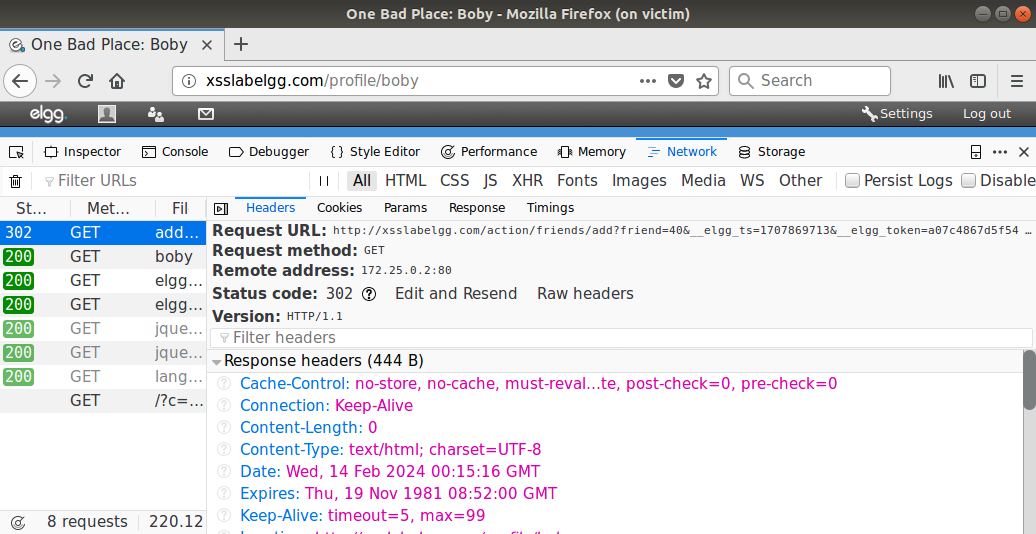 One Bad Place: Boby - Mozilla Firefox (on victim)
One Bad Place: Boby
xsslabelgg.com/profile/boby
Search
elgg.
Settings
Log out
Inspector
Console
Debugger
{ } Style Editor
Performance
Memory
Network
Storage
Filter URLs
All HTML CSS JS XHR Fonts Images Media WS Other
Persist Logs
Disable
St... Met... Fil
Headers Cookies Params Response Timings
302 GET add...
200 GET boby
200 GET elgg...
200 GET elgg...
200 GET jque...
200 GET jque...
200 GET lang...
GET /?c=...
8 requests 220.12
Request URL: http://xsslabelgg.com/action/friends/add?friend=40&__elgg_ts=1707869713&__elgg_token=a07c4867d5f54 ...
Request method: GET
Remote address: 172.25.0.2:80
Status code: 302 ? Edit and Resend Raw headers
Version: HTTP/1.1
Filter headers
Response headers (444 B)
Cache-Control: no-store, no-cache, must-reval...te, post-check=0, pre-check=0
Connection: Keep-Alive
Content-Length: 0
Content-Type: text/html; charset=UTF-8
Date: Wed, 14 Feb 2024 00:15:16 GMT
Expires: Thu, 19 Nov 1981 08:52:00 GMT
Keep-Alive: timeout=5, max=99